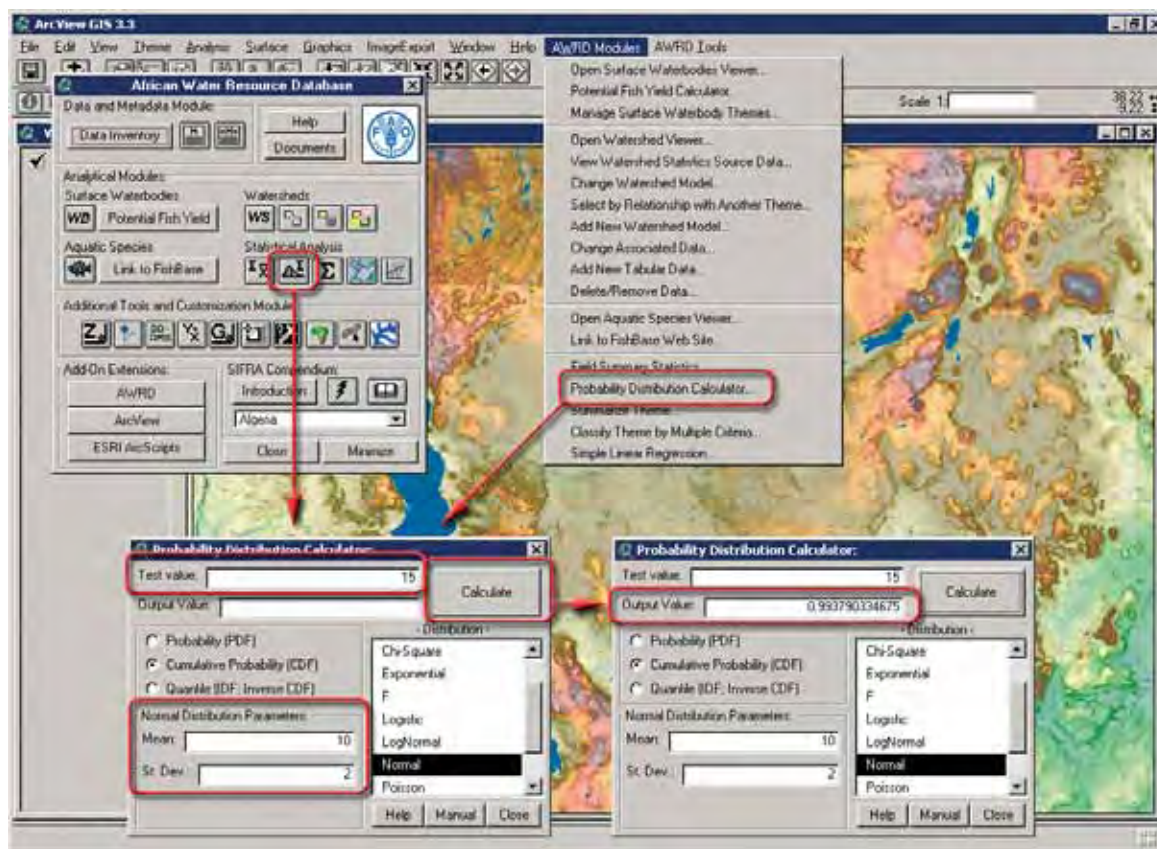 ArcView GIS 3.3
File Edit View Theme Analysis Surface Graphics ImageExport Window Help AWRD Modules AWRD Tools
Scale 1:
38.22
9.22
African Water Resource Database
Data and Metadata Module
Data Inventory
Help
Documents
Analytical Modules
Surface Waterbodies
Watersheds
WB
Potential Fish Yield
WS
Aquatic Species
Statistical Analysis
Link to FishBase
Additional Tools and Customization Module
Add-On Extensions:
SIFRA Compendium:
AWRD
Introduction
ArcView
Algeria
ESRI ArcScripts
Close
Minimize
Open Surface Waterbodies Viewer...
Potential Fish Yield Calculator
Manage Surface Waterbody Themes...
Open Watershed Viewer...
View Watershed Statistics Source Data...
Change Watershed Model...
Select by Relationship with Another Theme...
Add New Watershed Model...
Change Associated Data...
Add New Tabular Data...
Delete/Remove Data...
Open Aquatic Species Viewer...
Link to FishBase Web Site
Field Summary Statistics...
Probability Distribution Calculator...
Summarize Theme...
Classify Theme by Multiple Criteria...
Simple Linear Regression...
Probability Distribution Calculator:
Test value: 15
Calculate
Output Value:
Probability (PDF)
Cumulative Probability (CDF)
Quantile (IDF; Inverse CDF)
- Distribution -
Chi-Square
Exponential
F
Logistic
LogNormal
Normal
Poisson
Normal Distribution Parameters:
Mean: 10
St. Dev.: 2
Help Manual Close
Probability Distribution Calculator:
Test value: 15
Calculate
Output Value: 0.993790334675
Probability (PDF)
Cumulative Probability (CDF)
Quantile (IDF; Inverse CDF)
- Distribution -
Chi-Square
Exponential
F
Logistic
LogNormal
Normal
Poisson
Normal Distribution Parameters:
Mean: 10
St. Dev.: 2
Help Manual Close